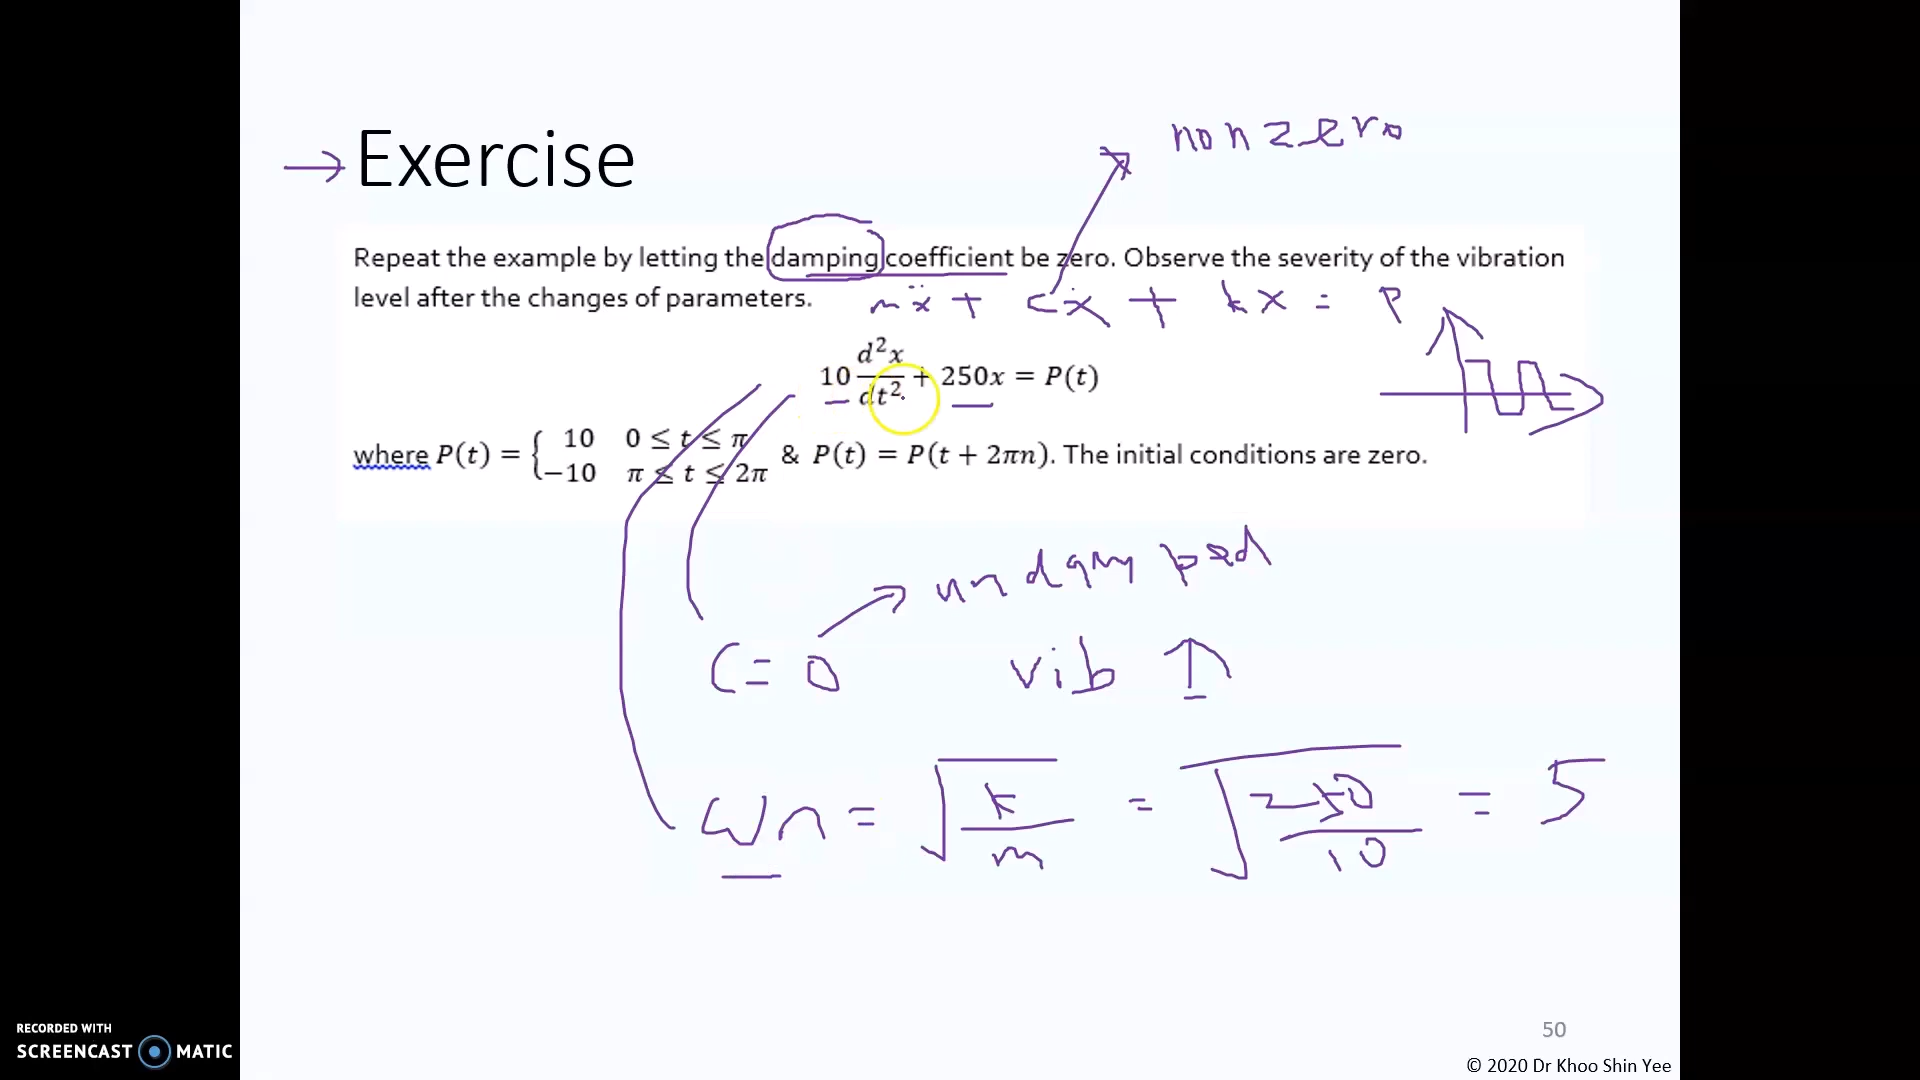 nonzero
→ Exercise
Repeat the example by letting the damping coefficient be zero. Observe the severity of the vibration
level after the changes of parameters.
mẍ + cẋ + kx = P
10 d²x/dt² + 250x = P(t)
where P(t) = { 10 0 ≤ t ≤ π
−10 π ≤ t ≤ 2π
& P(t) = P(t + 2πn). The initial conditions are zero.
undamped
C = 0 vib ↑
ωn = √(k/m) = √(250/10) = 5
50
RECORDED WITH
SCREENCAST MATIC
© 2020 Dr Khoo Shin Yee